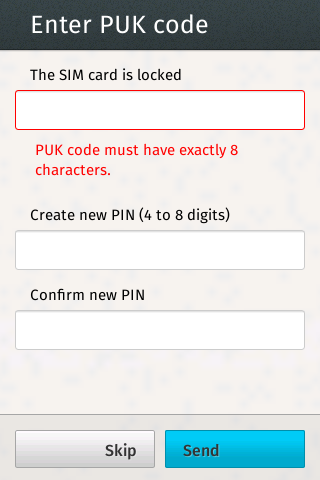 Enter PUK code
The SIM card is locked
PUK code must have exactly 8
characters.
Create new PIN (4 to 8 digits)
Confirm new PIN
Skip
Send